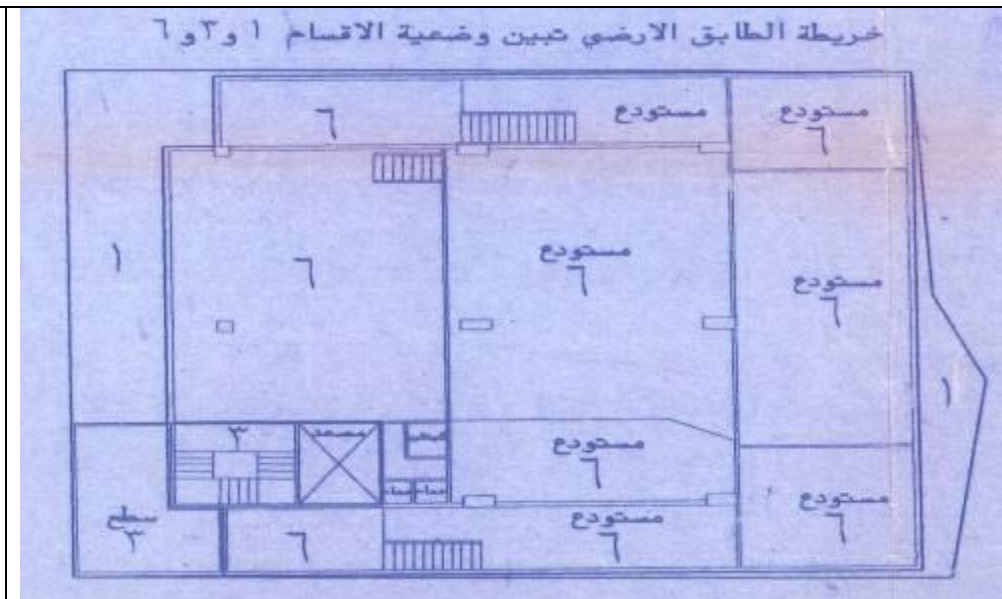 خريطة الطابق الارضي تبين وضعية الاقسام ١ و٣ و٦
مستودع
٦
مستودع
٦
١
٦
مستودع
٦
مستودع
٦
١
٣
مصعد
مستودع
٦
سطح
٣
٦
مستودع
٦
مستودع
٦